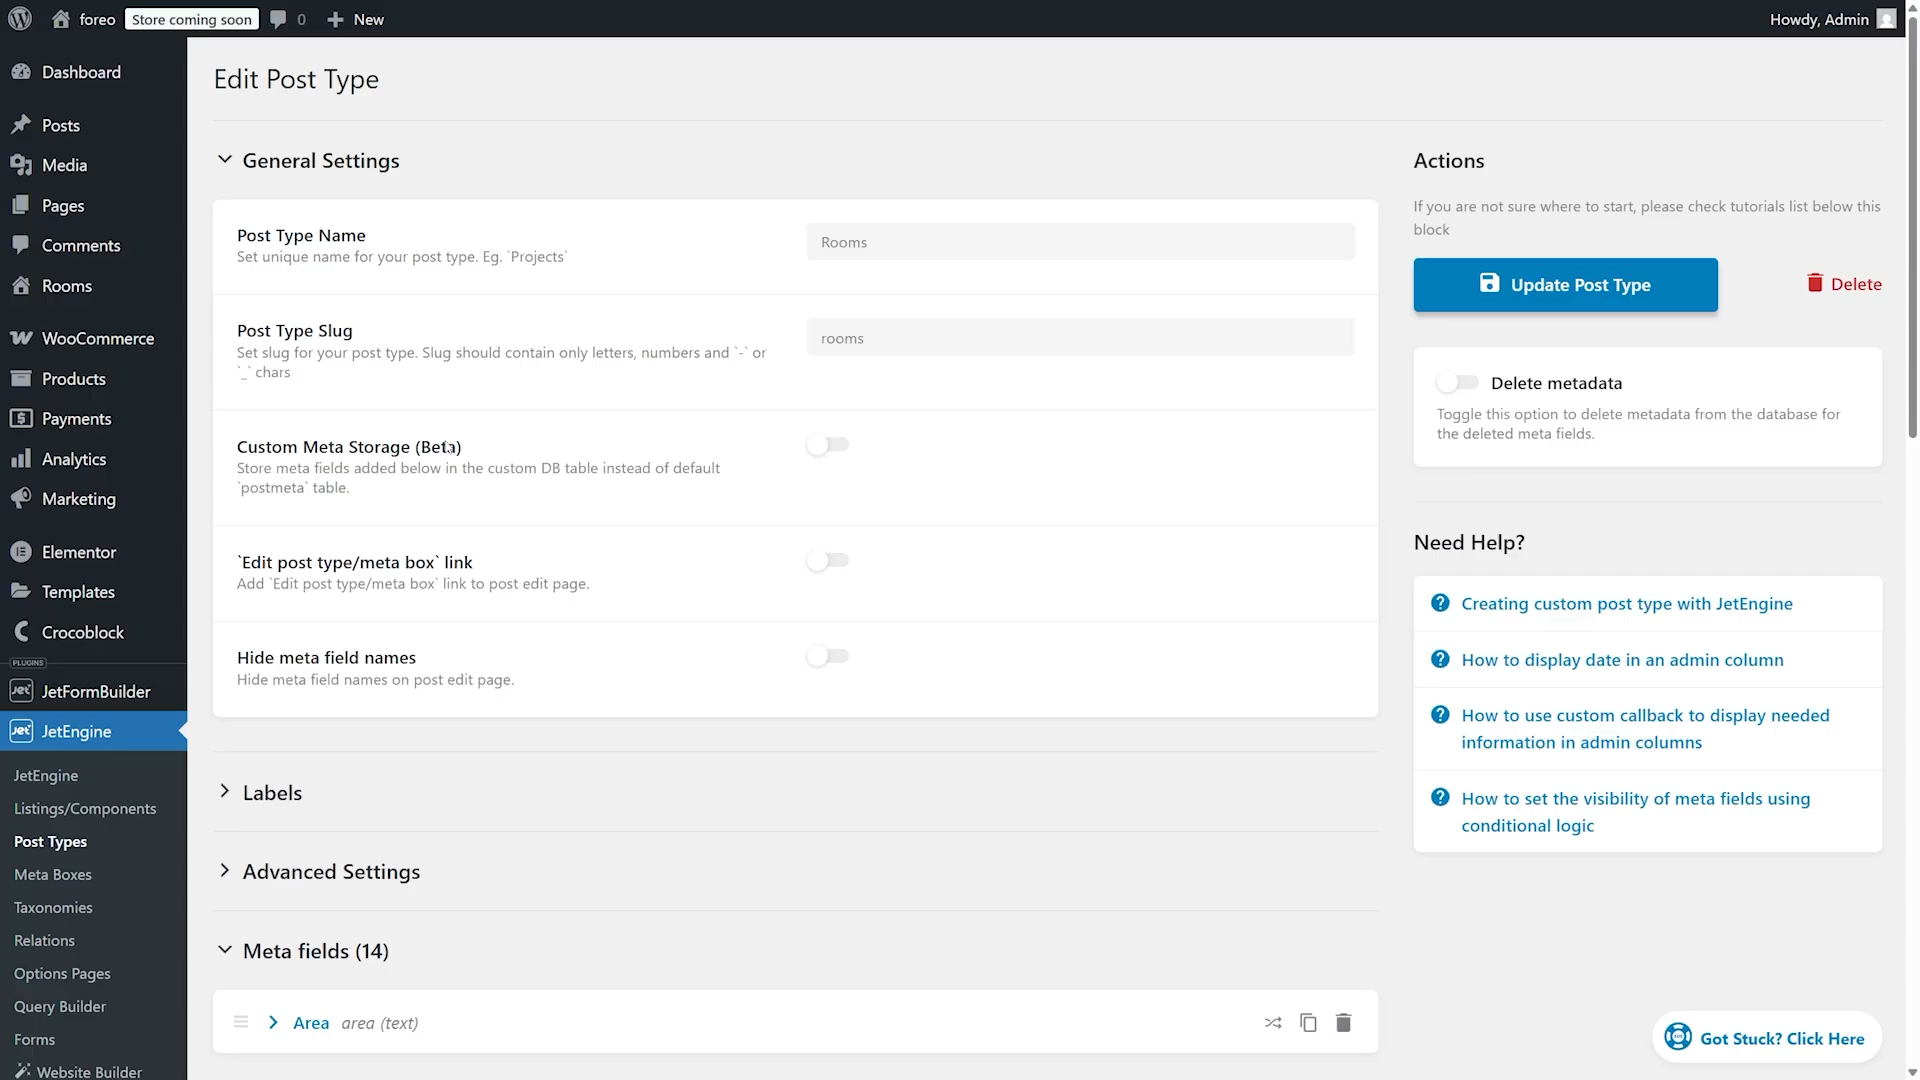 foreo
Store coming soon
0
New
Howdy, Admin
Dashboard
Posts
Media
Pages
Comments
Rooms
WooCommerce
Products
Payments
Analytics
Marketing
Elementor
Templates
Crocoblock
PLUGINS
JetFormBuilder
JetEngine
JetEngine
Listings/Components
Post Types
Meta Boxes
Taxonomies
Relations
Options Pages
Query Builder
Forms
Website Builder
Edit Post Type
General Settings
Post Type Name
Set unique name for your post type. Eg. `Projects`
Rooms
Post Type Slug
Set slug for your post type. Slug should contain only letters, numbers and `-` or
`_` chars
rooms
Custom Meta Storage (Beta)
Store meta fields added below in the custom DB table instead of default
`postmeta` table.
`Edit post type/meta box` link
Add `Edit post type/meta box` link to post edit page.
Hide meta field names
Hide meta field names on post edit page.
Labels
Advanced Settings
Meta fields (14)
Area area (text)
Actions
If you are not sure where to start, please check tutorials list below this
block
Update Post Type
Delete
Delete metadata
Toggle this option to delete metadata from the database for
the deleted meta fields.
Need Help?
Creating custom post type with JetEngine
How to display date in an admin column
How to use custom callback to display needed
information in admin columns
How to set the visibility of meta fields using
conditional logic
Got Stuck? Click Here